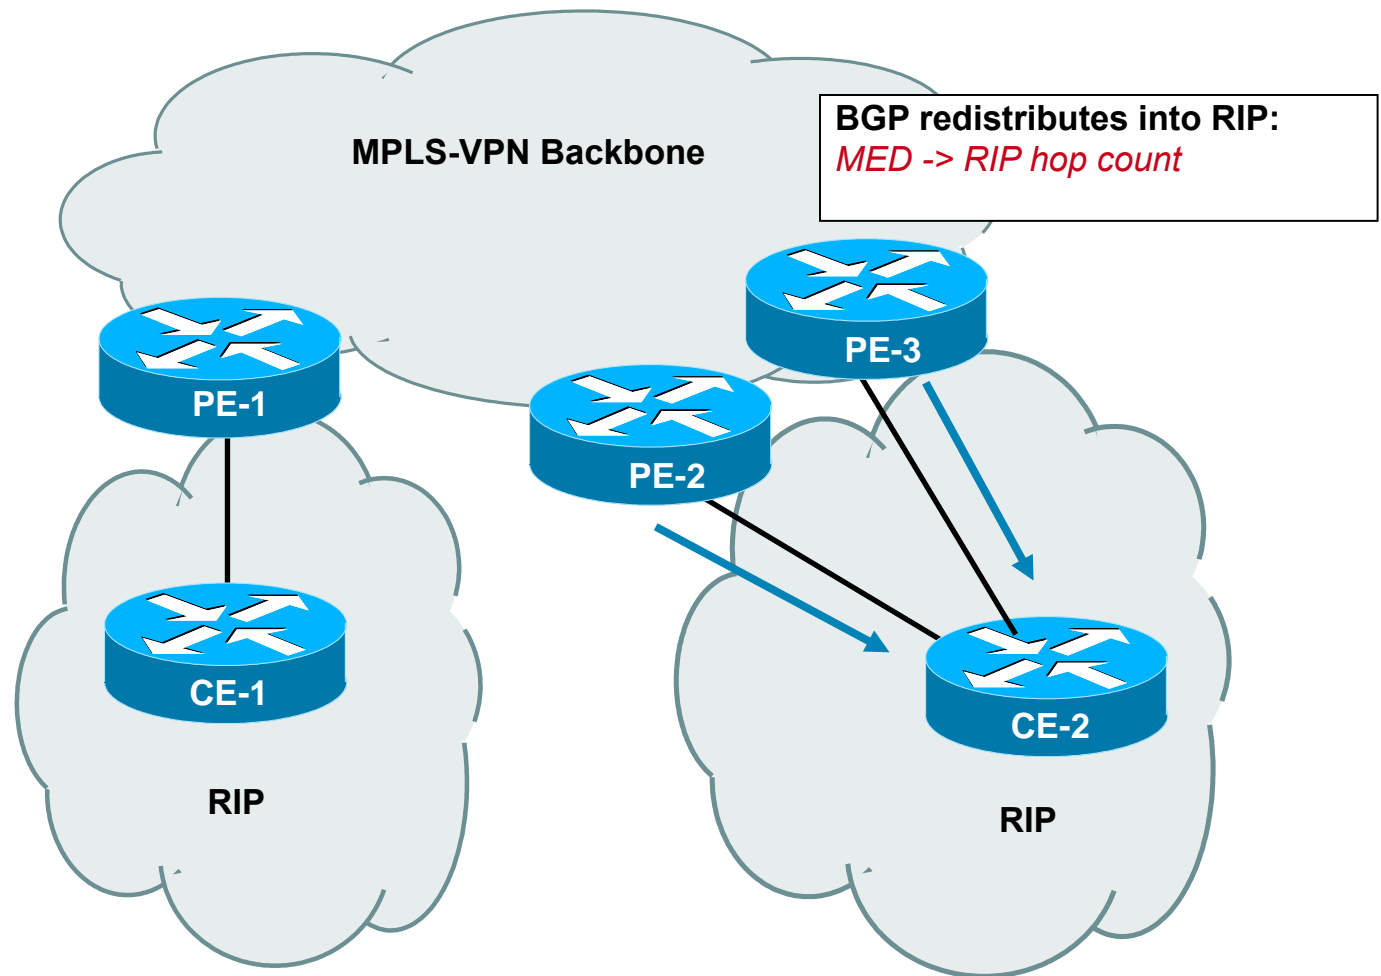 MPLS-VPN Backbone
BGP redistributes into RIP:
MED -> RIP hop count
PE-3
PE-1
PE-2
CE-1
CE-2
RIP
RIP